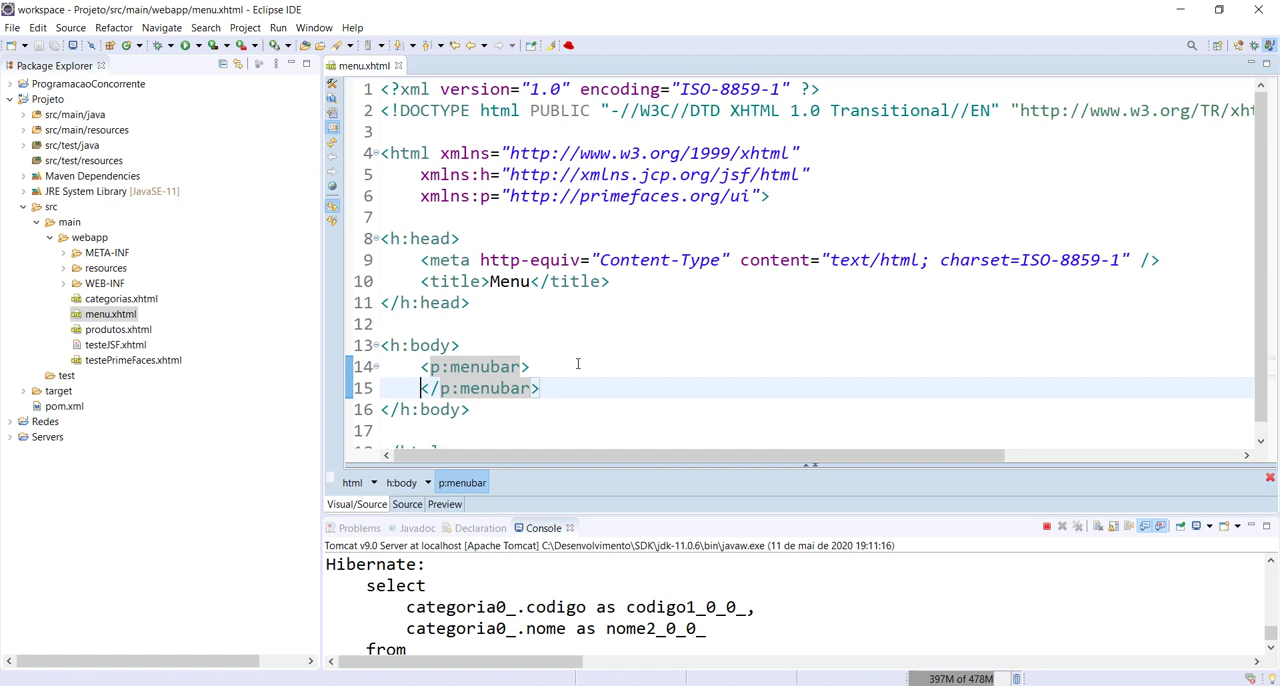 workspace - Projeto/src/main/webapp/menu.xhtml - Eclipse IDE
File Edit Source Refactor Navigate Search Project Run Window Help
Package Explorer
menu.xhtml
ProgramacaoConcorrente
Projeto
src/main/java
src/main/resources
src/test/java
src/test/resources
Maven Dependencies
JRE System Library [JavaSE-11]
src
main
webapp
META-INF
resources
WEB-INF
categorias.xhtml
menu.xhtml
produtos.xhtml
testeJSF.xhtml
testePrimeFaces.xhtml
test
target
pom.xml
Redes
Servers
1 <?xml version="1.0" encoding="ISO-8859-1" ?>
2 <!DOCTYPE html PUBLIC "-//W3C//DTD XHTML 1.0 Transitional//EN" "http://www.w3.org/TR/xht
3
4 <html xmlns="http://www.w3.org/1999/xhtml"
5 xmlns:h="http://xmlns.jcp.org/jsf/html"
6 xmlns:p="http://primefaces.org/ui">
7
8 <h:head>
9 <meta http-equiv="Content-Type" content="text/html; charset=ISO-8859-1" />
10 <title>Menu</title>
11 </h:head>
12
13 <h:body>
14 <p:menubar>
15 </p:menubar>
16 </h:body>
17
html h:body p:menubar
Visual/Source Source Preview
Problems Javadoc Declaration Console
Tomcat v9.0 Server at localhost [Apache Tomcat] C:\Desenvolvimento\SDK\jdk-11.0.6\bin\javaw.exe (11 de mai de 2020 19:11:16)
Hibernate:
select
categoria0_.codigo as codigo1_0_0_,
categoria0_.nome as nome2_0_0_
from
397M of 478M